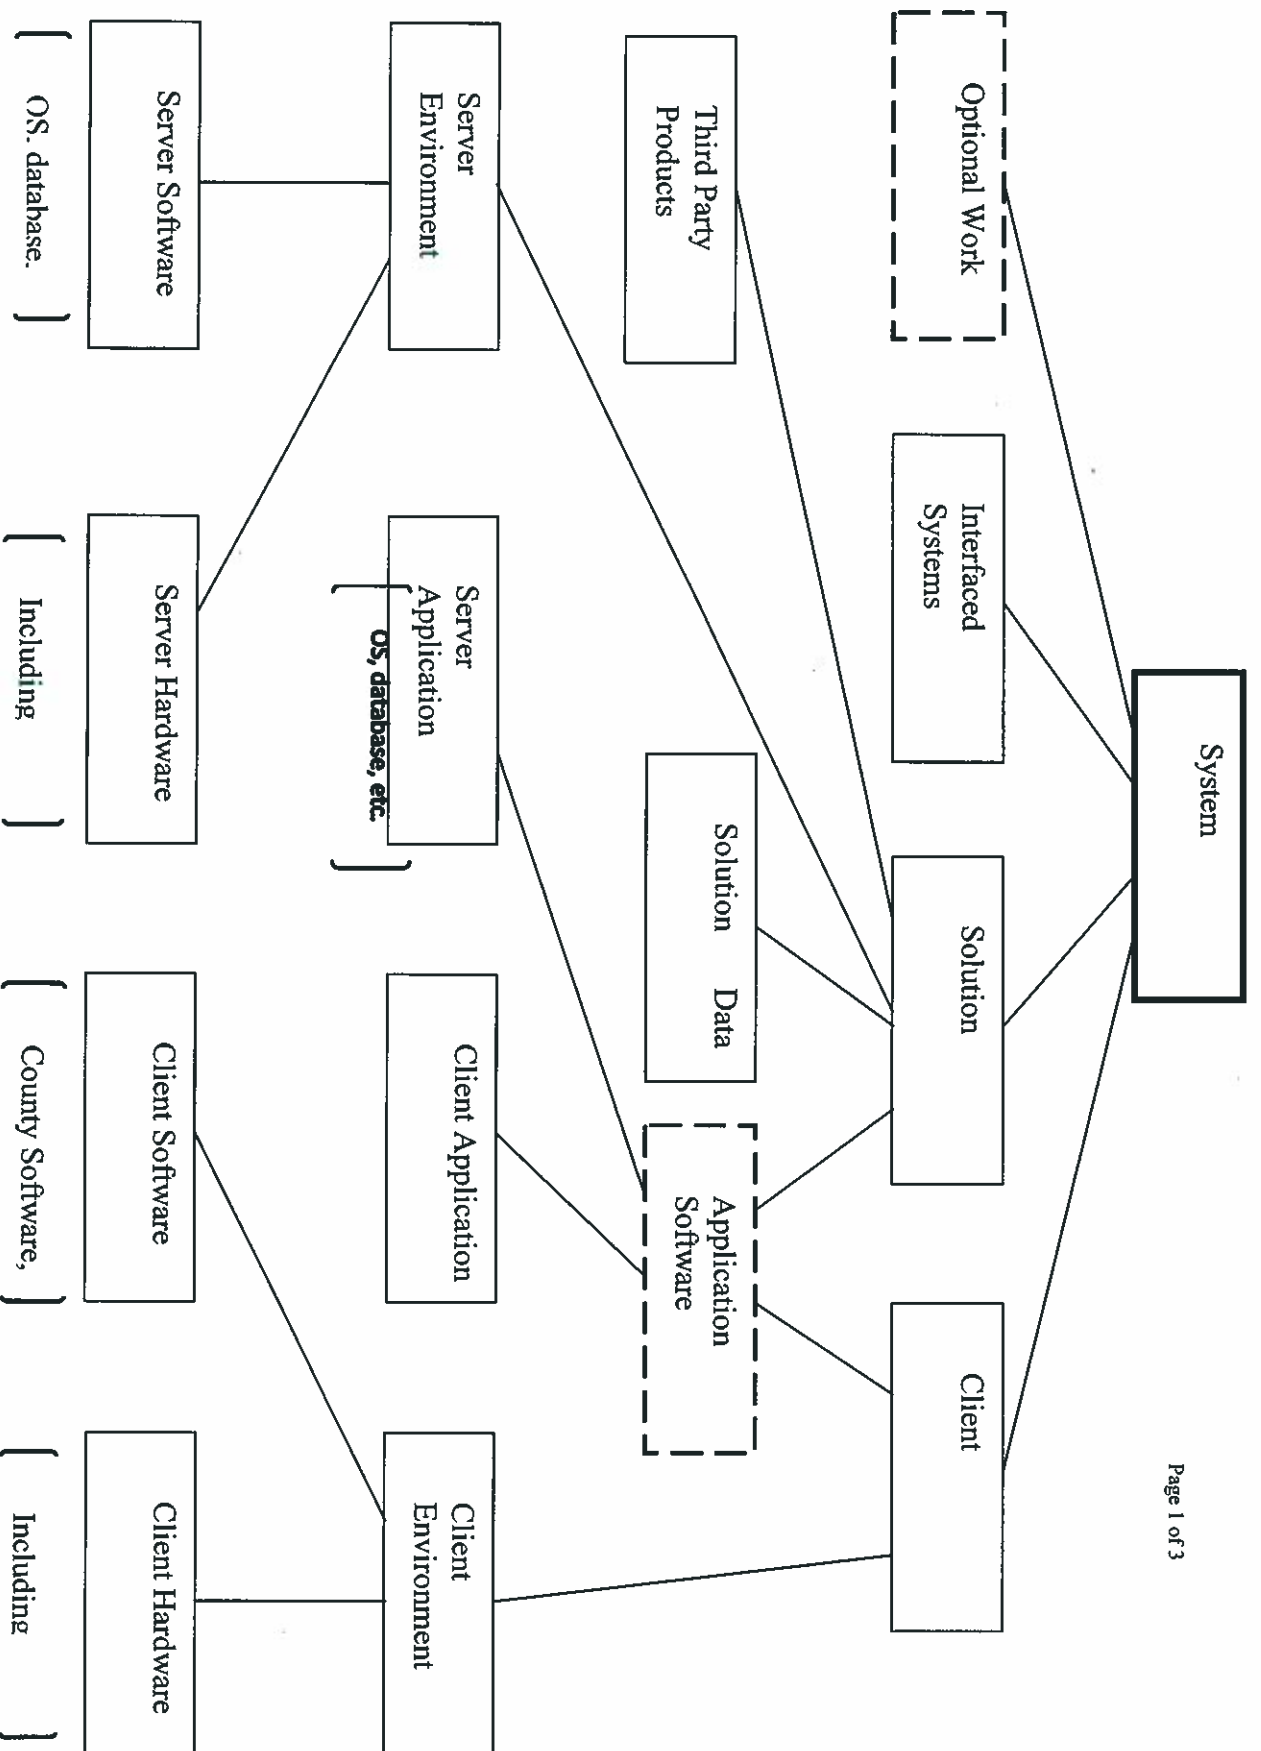 Page 1 of 3
System
Optional Work
Interfaced
Systems
Solution
Client
Third Party
Products
Solution Data
Application
Software
Server
Environment
Server
Application
OS, database, etc.
Client Application
Client
Environment
Server Software
Server Hardware
Client Software
Client Hardware
OS. database.
Including
County Software,
Including